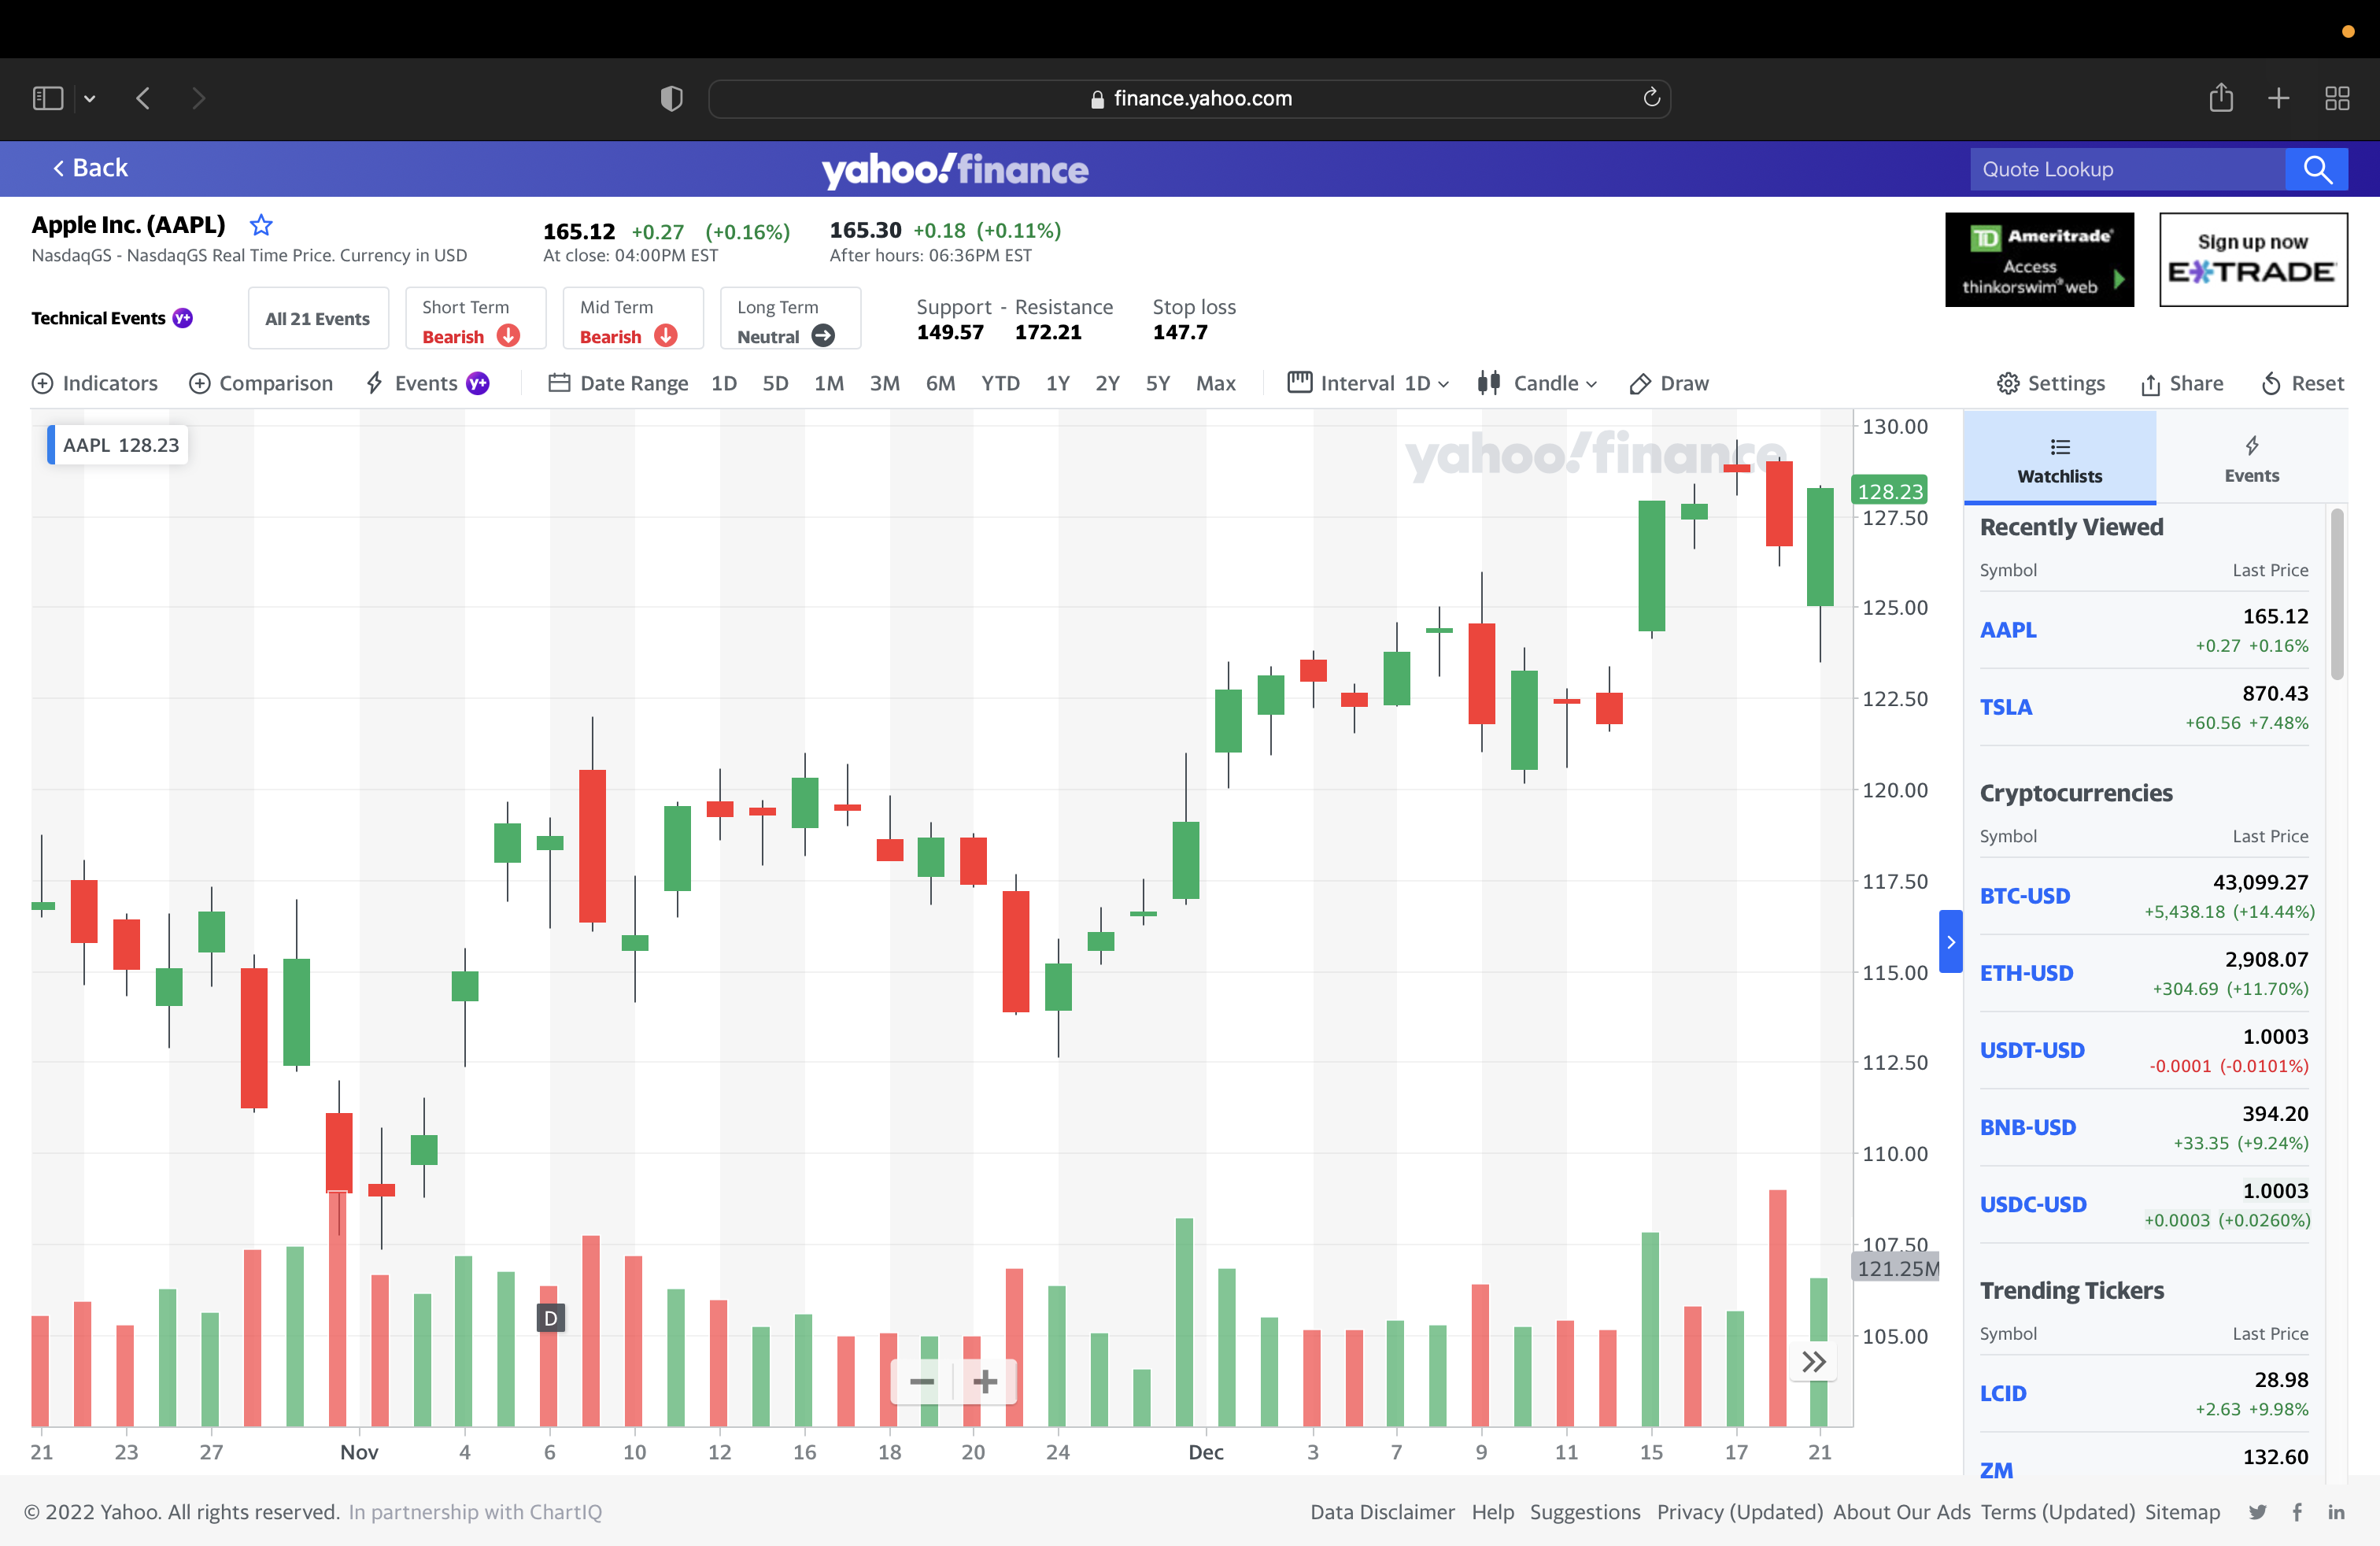 finance.yahoo.com
Back
yahoo!finance
Quote Lookup
Apple Inc. (AAPL)
NasdaqGS - NasdaqGS Real Time Price. Currency in USD
165.12 +0.27 (+0.16%)
At close: 04:00PM EST
165.30 +0.18 (+0.11%)
After hours: 06:36PM EST
TD Ameritrade
Access
thinkorswim® web
Sign up now
E*TRADE
Technical Events Y+
All 21 Events
Short Term
Bearish
Mid Term
Bearish
Long Term
Neutral
Support - Resistance
149.57 172.21
Stop loss
147.7
Indicators Comparison Events Y+ Date Range 1D 5D 1M 3M 6M YTD 1Y 2Y 5Y Max Interval 1D Candle Draw Settings Share Reset
AAPL 128.23
yahoo!finance
130.00
128.23
127.50
125.00
122.50
120.00
117.50
115.00
112.50
110.00
107.50
121.25M
105.00
D
21 23 27 Nov 4 6 10 12 16 18 20 24 Dec 3 7 9 11 15 17 21
Watchlists
Events
Recently Viewed
Symbol Last Price
AAPL 165.12
+0.27 +0.16%
TSLA 870.43
+60.56 +7.48%
Cryptocurrencies
Symbol Last Price
BTC-USD 43,099.27
+5,438.18 (+14.44%)
ETH-USD 2,908.07
+304.69 (+11.70%)
USDT-USD 1.0003
-0.0001 (-0.0101%)
BNB-USD 394.20
+33.35 (+9.24%)
USDC-USD 1.0003
+0.0003 (+0.0260%)
Trending Tickers
Symbol Last Price
LCID 28.98
+2.63 +9.98%
ZM 132.60
© 2022 Yahoo. All rights reserved. In partnership with ChartIQ
Data Disclaimer Help Suggestions Privacy (Updated) About Our Ads Terms (Updated) Sitemap